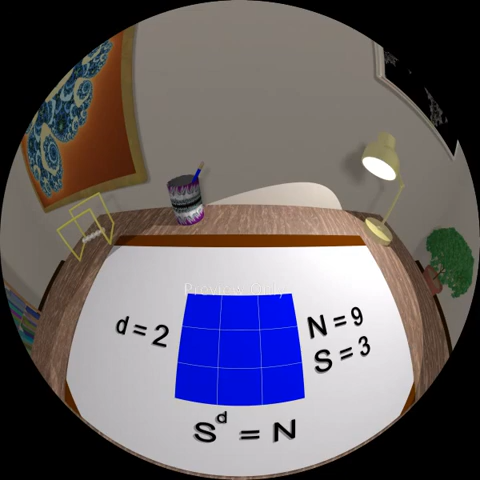 Preview only
d = 2
N = 9
S = 3
S^d = N